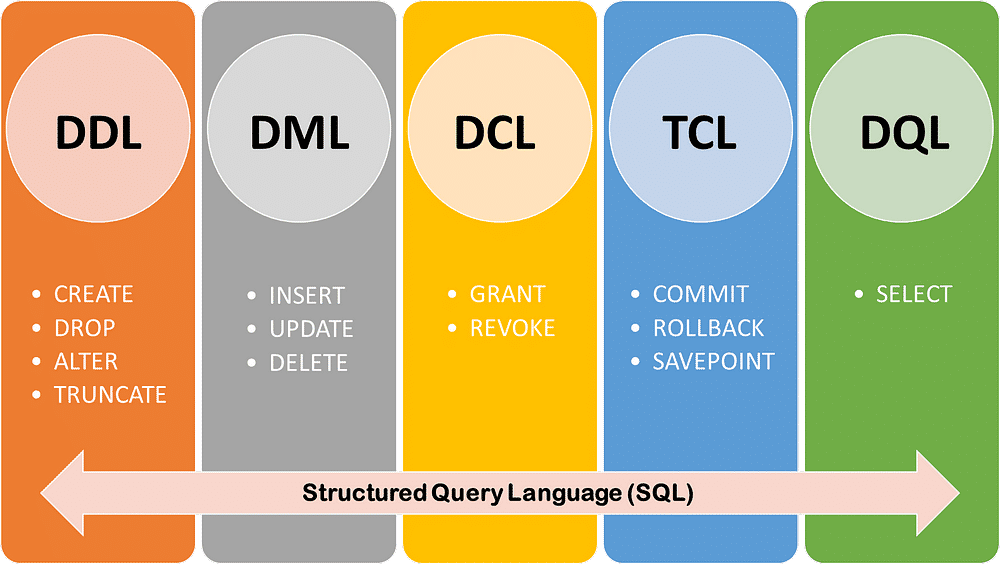 DDL
• CREATE
• DROP
• ALTER
• TRUNCATE
DML
• INSERT
• UPDATE
• DELETE
DCL
• GRANT
• REVOKE
TCL
• COMMIT
• ROLLBACK
• SAVEPOINT
DQL
• SELECT
Structured Query Language (SQL)